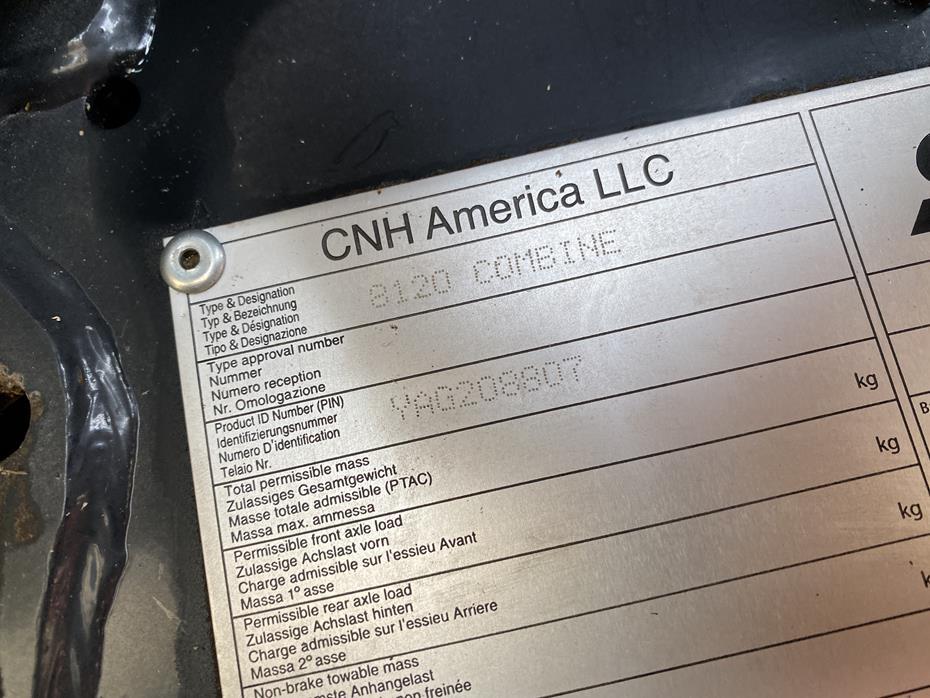 CNH America LLC
Type & Designation
Typ & Bezeichnung
Type & Désignation
Tipo & Designazione
8120 COMBINE
Type approval number
Nummer
Numero reception
Nr. Omologazione
Product ID Number (PIN)
Identifizierungsnummer
Numero D'identification
Telaio Nr.
YAG208607
Total permissible mass
Zulassiges Gesamtgewicht
Masse totale admissible (PTAC)
Massa max. ammessa
kg
Permissible front axle load
Zulassige Achslast vorn
Charge admissible sur l'essieu Avant
Massa 1° asse
kg
Permissible rear axle load
Zulassige Achslast hinten
Charge admissible sur l'essieu Arriere
Massa 2° asse
kg
Non-brake towable mass
Anhangelast
non freinée